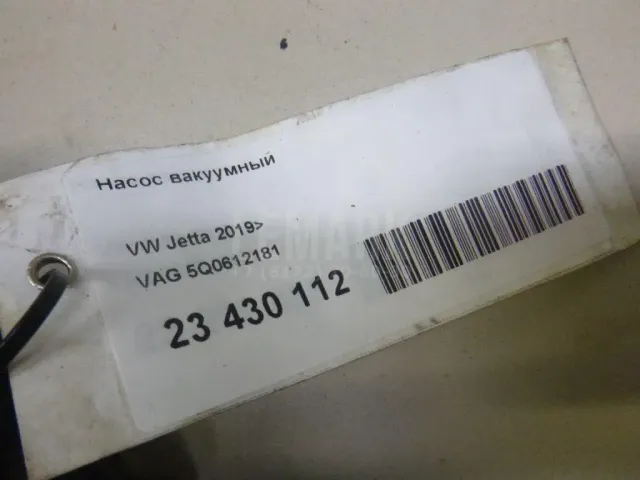 Насос вакуумный
VW Jetta 2019>
VAG 5Q0612181
23 430 112